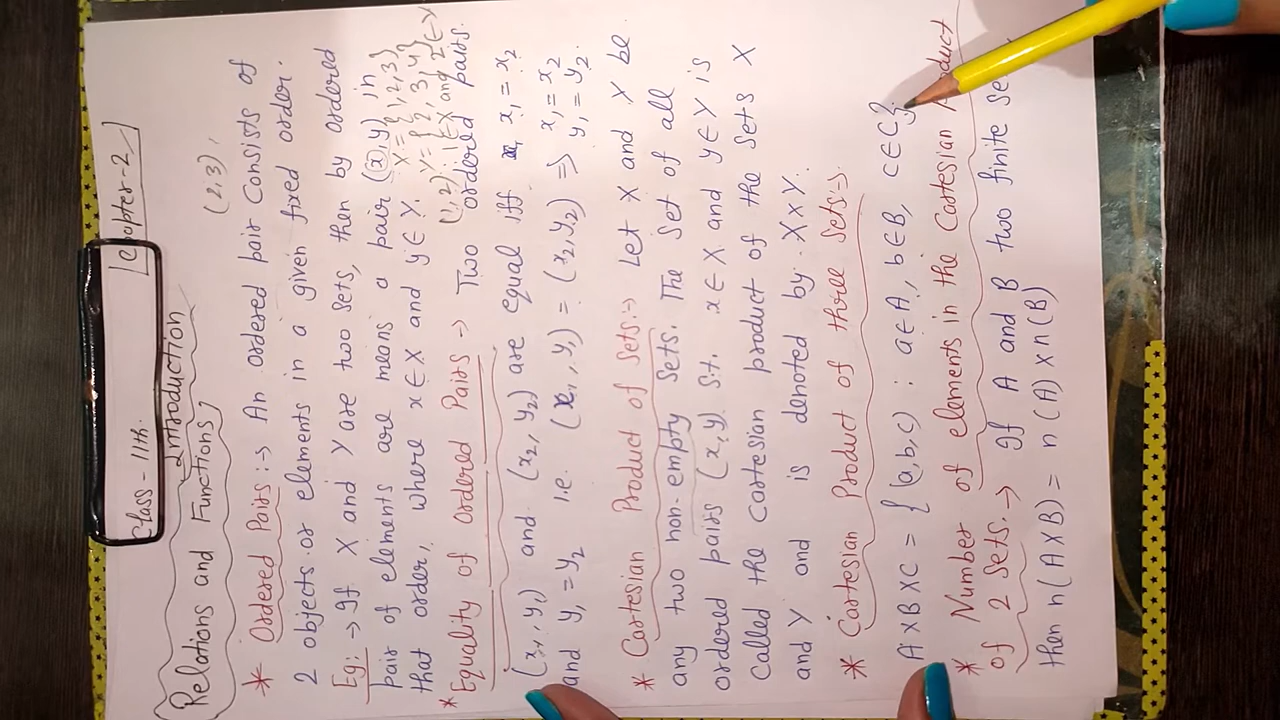 Class - 11th.
Chapter-2
Introduction
Relations and Functions
(2,3),
* Ordered Pairs :-> An ordered pair consists of
2 objects or elements in a given fixed order.
Eg: -> If X and Y are two sets, then by ordered
pair of elements are means a pair (x,y) in
that order, where x ∈ X and y ∈ Y.
X = {1,2,3}
Y = {2,3,4}
(1,2): 1∈X and 2∈Y
* Equality of Ordered Pairs -> Two ordered pairs.
(x1, y1) and (x2, y2) are equal iff x1 = x2
and y1 = y2 i.e (x1, y1) = (x2, y2) => x1 = x2
y1 = y2.
* Cartesian Product of Sets :-> Let X and Y be
any two non-empty sets. The set of all
ordered pairs (x,y) s.t. x ∈ X and y ∈ Y is
called the cartesian product of the sets X
and Y and is denoted by X×Y.
* Cartesian Product of three Sets:->
A×B×C = { (a,b,c) : a∈A, b∈B, c∈C}.
* Number of elements in the Cartesian Product
of 2 Sets. -> If A and B two finite se
then n(A×B) = n(A) × n(B)